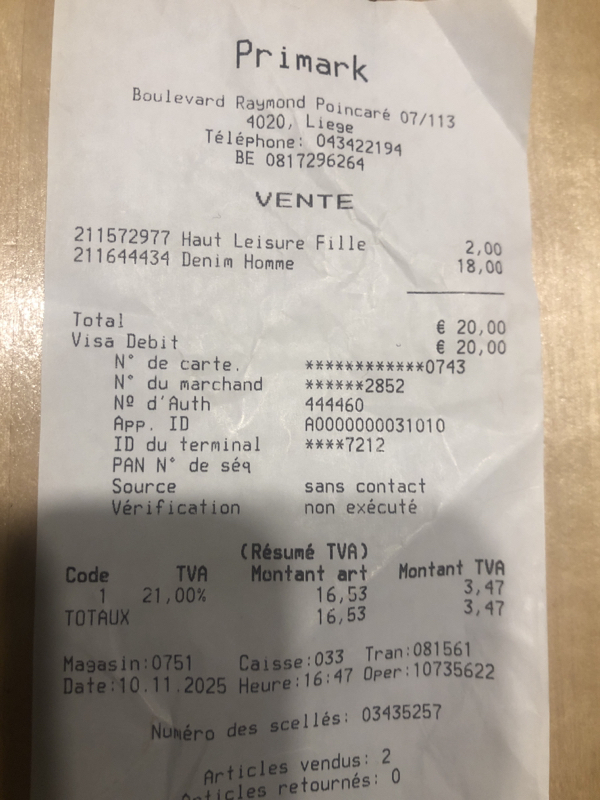 Primark
Boulevard Raymond Poincaré 07/113
4020, Liege
Téléphone: 043422194
BE 0817296264
VENTE
211572977 Haut Leisure Fille 2,00
211644434 Denim Homme 18,00
Total € 20,00
Visa Debit € 20,00
N° de carte. ************0743
N° du marchand ******2852
Nº d'Auth 444460
App. ID A0000000031010
ID du terminal ****7212
PAN N° de séq
Source sans contact
Vérification non exécuté
(Résumé TVA)
Code TVA Montant art Montant TVA
1 21,00% 16,53 3,47
TOTAUX 16,53 3,47
Magasin:0751 Caisse:033 Tran:081561
Date:10.11.2025 Heure:16:47 Oper:10735622
Numéro des scellés: 03435257
Articles vendus: 2
Articles retournés: 0